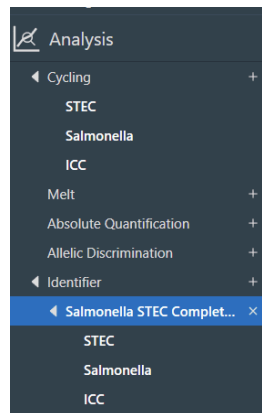 Analysis
Cycling +
STEC
Salmonella
ICC
Melt +
Absolute Quantification +
Allelic Discrimination +
Identifier +
Salmonella STEC Complet... ×
STEC
Salmonella
ICC